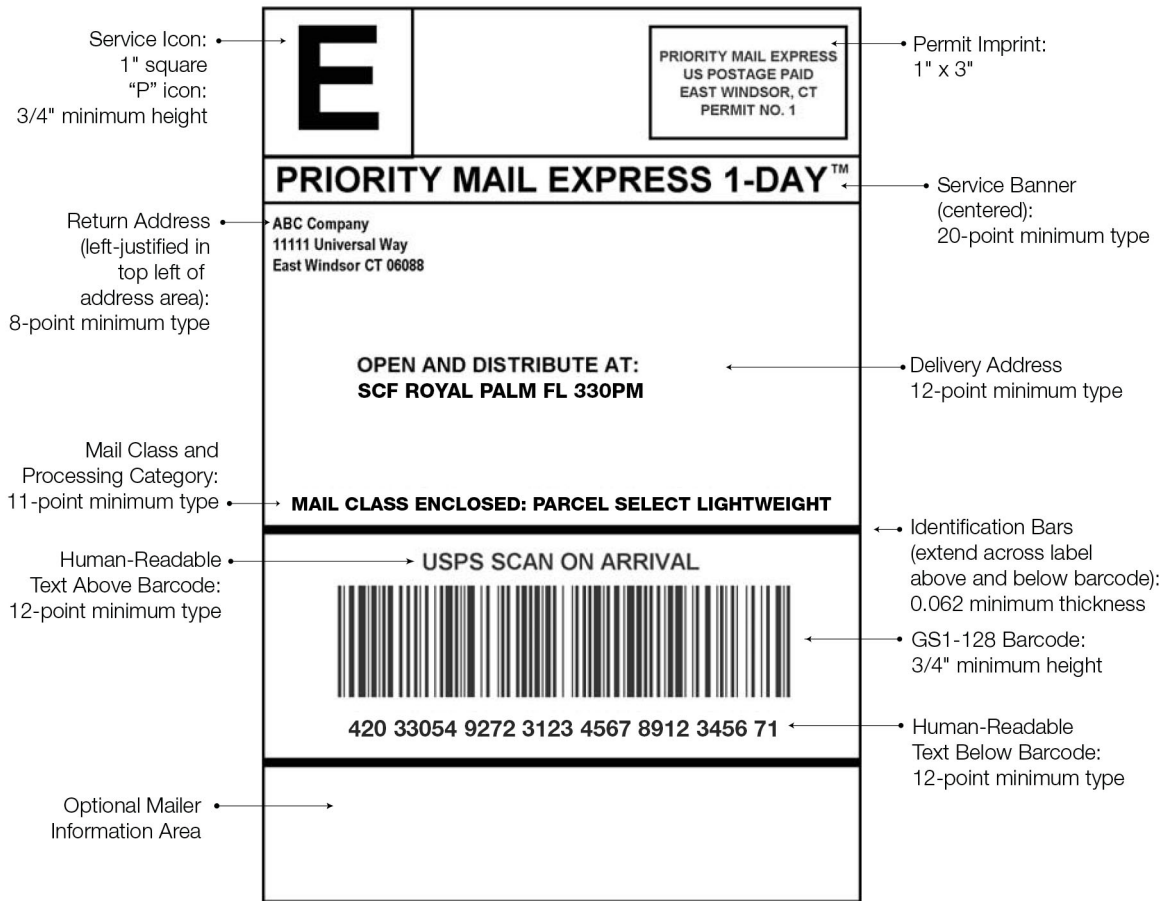 Service Icon:
1" square
“P” icon:
3/4" minimum height
E
PRIORITY MAIL EXPRESS
US POSTAGE PAID
EAST WINDSOR, CT
PERMIT NO. 1
Permit Imprint:
1" x 3"
PRIORITY MAIL EXPRESS 1-DAY™
Service Banner
(centered):
20-point minimum type
Return Address
(left-justified in
top left of
address area):
8-point minimum type
ABC Company
11111 Universal Way
East Windsor CT 06088
OPEN AND DISTRIBUTE AT:
SCF ROYAL PALM FL 330PM
Delivery Address
12-point minimum type
Mail Class and
Processing Category:
11-point minimum type
MAIL CLASS ENCLOSED: PARCEL SELECT LIGHTWEIGHT
Identification Bars
(extend across label
above and below barcode):
0.062 minimum thickness
Human-Readable
Text Above Barcode:
12-point minimum type
USPS SCAN ON ARRIVAL
GS1-128 Barcode:
3/4" minimum height
420 33054 9272 3123 4567 8912 3456 71
Human-Readable
Text Below Barcode:
12-point minimum type
Optional Mailer
Information Area